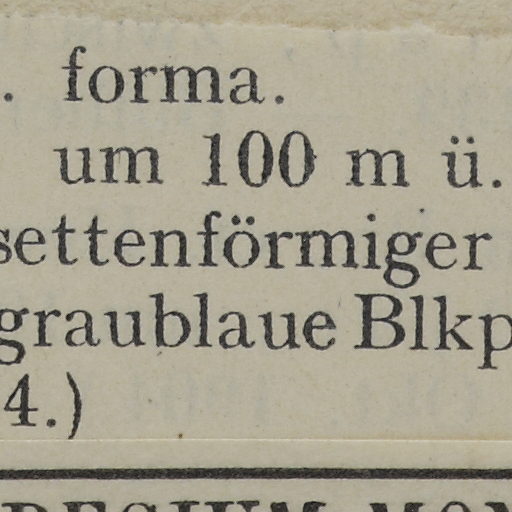 . forma.
um 100 m ü.
settenförmiger
graublaue Blkp
4.)